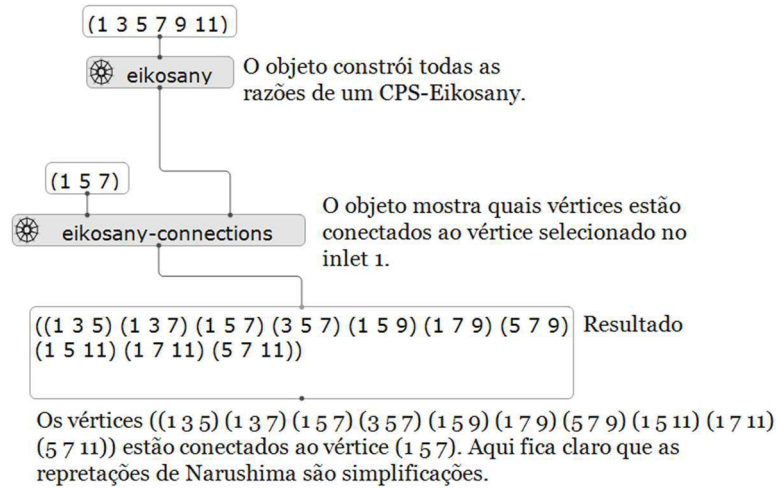 (1 3 5 7 9 11)
eikosany
O objeto constrói todas as
razões de um CPS-Eikosany.
(1 5 7)
eikosany-connections
O objeto mostra quais vértices estão
conectados ao vértice selecionado no
inlet 1.
((1 3 5) (1 3 7) (1 5 7) (3 5 7) (1 5 9) (1 7 9) (5 7 9)
(1 5 11) (1 7 11) (5 7 11))
Resultado
Os vértices ((1 3 5) (1 3 7) (1 5 7) (3 5 7) (1 5 9) (1 7 9) (5 7 9) (1 5 11) (1 7 11)
(5 7 11)) estão conectados ao vértice (1 5 7). Aqui fica claro que as
repretações de Narushima são simplificações.